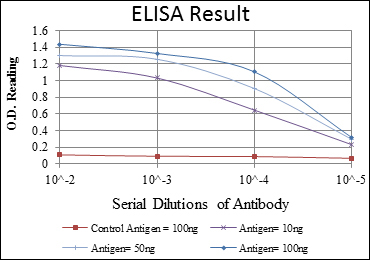 ELISA Result
1.6
1.4
1.2
1
0.8
0.6
0.4
0.2
0
O.D. Reading
10^-2 10^-3 10^-4 10^-5
Serial Dilutions of Antibody
Control Antigen = 100ng Antigen= 10ng
Antigen= 50ng Antigen= 100ng